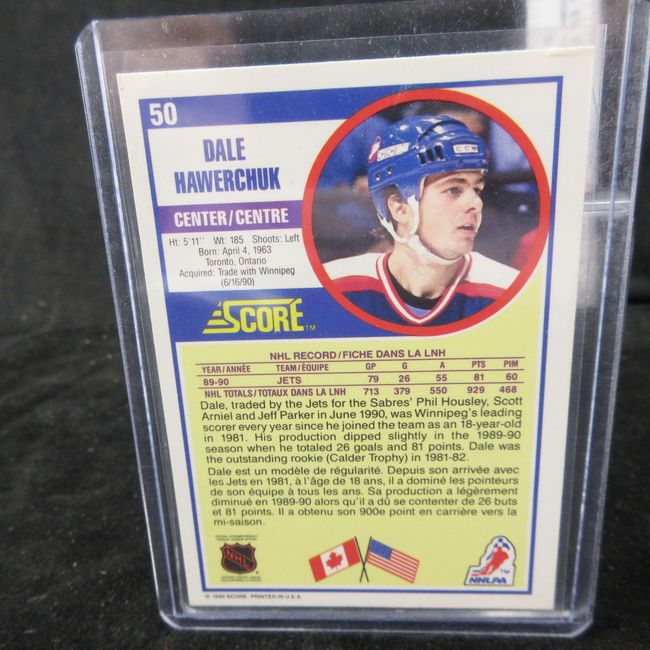 50
DALE
HAWERCHUK
CENTER/CENTRE
Ht: 5'11" Wt: 185 Shoots: Left
Born: April 4, 1963
Toronto, Ontario
Acquired: Trade with Winnipeg
(6/16/90)
CCM
SCORE™
NHL RECORD/FICHE DANS LA LNH
YEAR/ANNÉE TEAM/ÉQUIPE GP G A PTS PIM
89-90 JETS 79 26 55 81 60
NHL TOTALS/TOTAUX DANS LA LNH 713 379 550 929 468
Dale, traded by the Jets for the Sabres' Phil Housley, Scott
Arniel and Jeff Parker in June 1990, was Winnipeg's leading
scorer every year since he joined the team as an 18-year-old
in 1981. His production dipped slightly in the 1989-90
season when he totaled 26 goals and 81 points. Dale was
the outstanding rookie (Calder Trophy) in 1981-82.
Dale est un modèle de régularité. Depuis son arrivée avec
les Jets en 1981, à l'âge de 18 ans, il a dominé les pointeurs
de son équipe à tous les ans. Sa production a légèrement
diminué en 1989-90 alors qu'il a dû se contenter de 26 buts
et 81 points. Il a obtenu son 900e point en carrière vers la
mi-saison.
NHL
NHLPA
TM
© 1990 SCORE. PRINTED IN U.S.A.